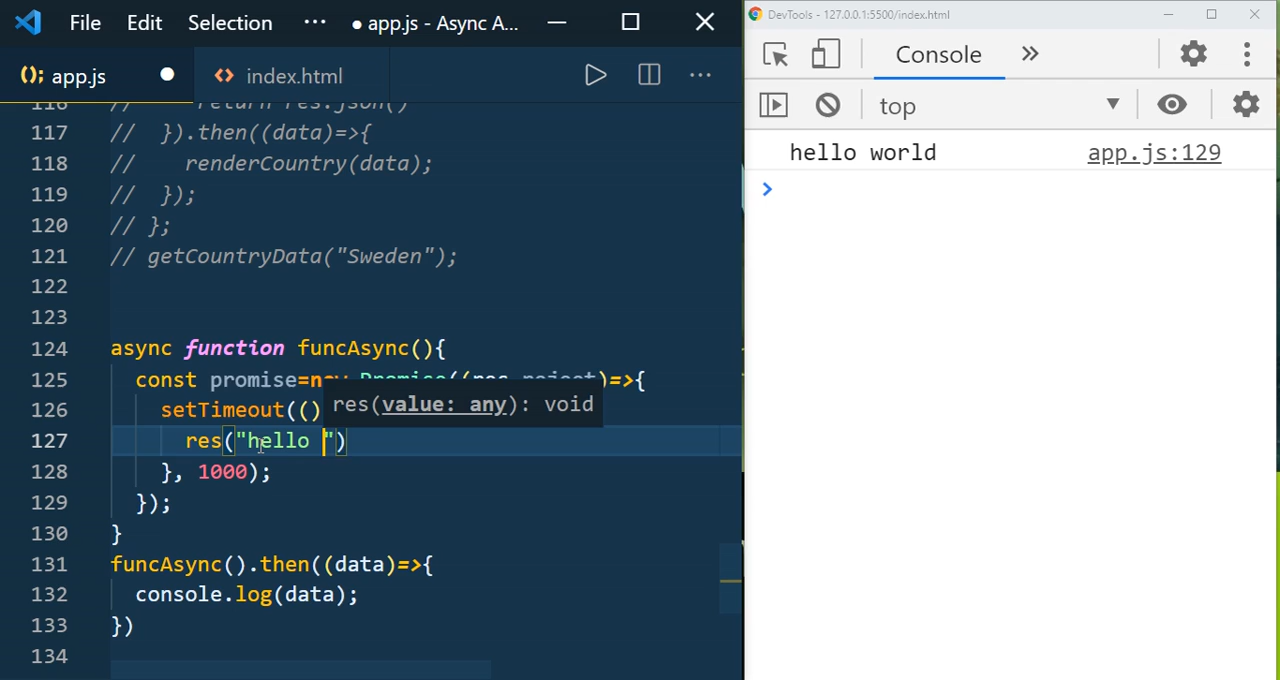 File Edit Selection ··· ● app.js - Async A...
app.js index.html
116 // return res.json()
117 // }).then((data)=>{
118 // renderCountry(data);
119 // });
120 // };
121 // getCountryData("Sweden");
122
123
124 async function funcAsync(){
125 const promise=new Promise((res,reject)=>{
126 setTimeout(()
res(value: any): void
127 res("hello ")
128 }, 1000);
129 });
130 }
131 funcAsync().then((data)=>{
132 console.log(data);
133 })
134
DevTools - 127.0.0.1:5500/index.html
Console
top
hello world app.js:129